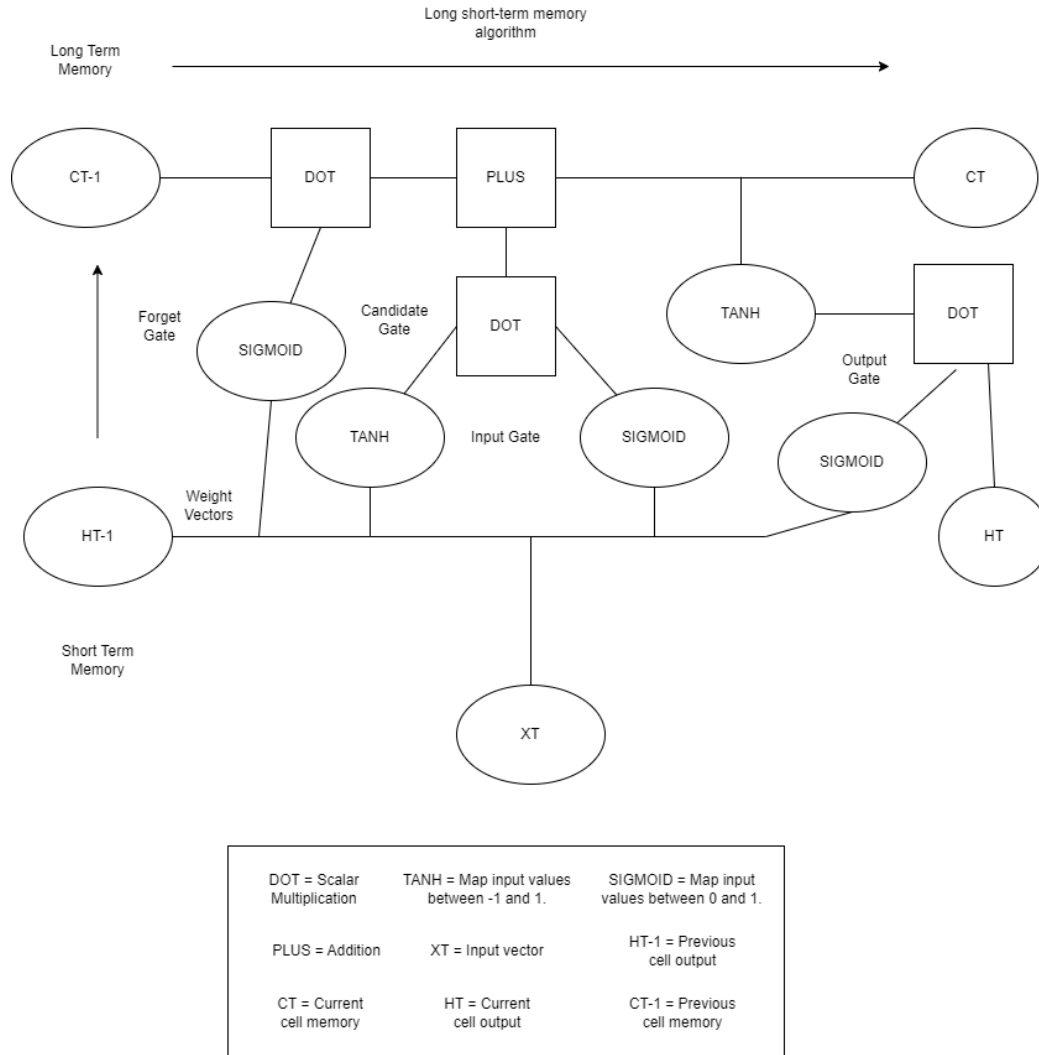 Long short-term memory
algorithm
Long Term
Memory
CT-1
DOT
PLUS
CT
Forget
Gate
SIGMOID
Candidate
Gate
DOT
TANH
DOT
Output
Gate
TANH
Input Gate
SIGMOID
SIGMOID
Weight
Vectors
HT-1
HT
Short Term
Memory
XT
DOT = Scalar
Multiplication
TANH = Map input values
between -1 and 1.
SIGMOID = Map input
values between 0 and 1.
PLUS = Addition
XT = Input vector
HT-1 = Previous
cell output
CT = Current
cell memory
HT = Current
cell output
CT-1 = Previous
cell memory